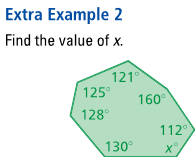 Extra Example 2
Find the value of x.
121°
125°
160°
128°
112°
130°
x°